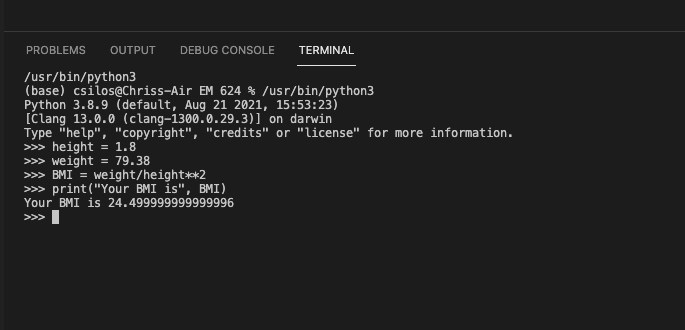 PROBLEMS OUTPUT DEBUG CONSOLE TERMINAL
/usr/bin/python3
(base) csilos@Chriss-Air EM 624 % /usr/bin/python3
Python 3.8.9 (default, Aug 21 2021, 15:53:23)
[Clang 13.0.0 (clang-1300.0.29.3)] on darwin
Type "help", "copyright", "credits" or "license" for more information.
>>> height = 1.8
>>> weight = 79.38
>>> BMI = weight/height**2
>>> print("Your BMI is", BMI)
Your BMI is 24.499999999999996
>>>